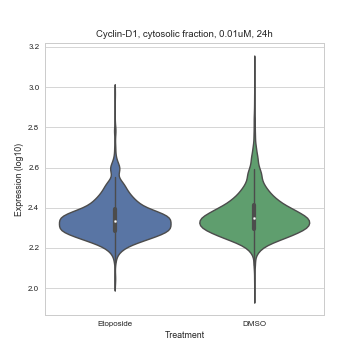 Cyclin-D1, cytosolic fraction, 0.01uM, 24h
3.2
3.0
2.8
2.6
2.4
2.2
2.0
Expression (log10)
Etoposide
DMSO
Treatment